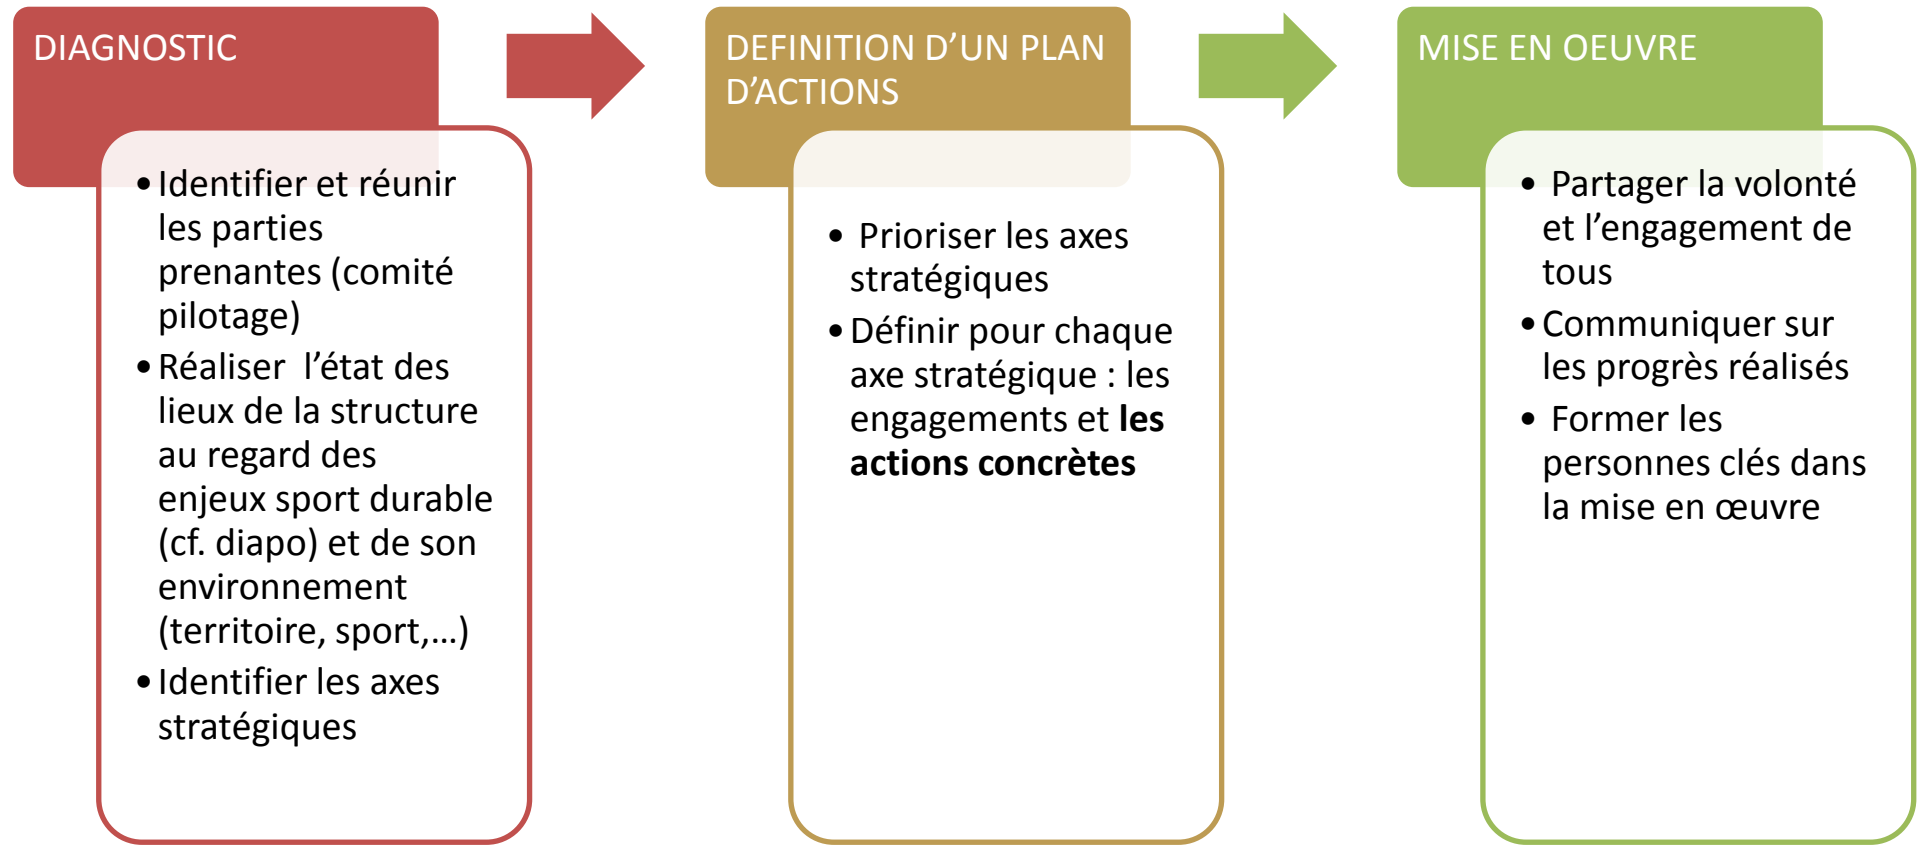 DIAGNOSTIC
•Identifier et réunir
les parties
prenantes (comité
pilotage)
•Réaliser  l’état des
lieux de la structure
au regard des
enjeux sport durable
(cf. diapo) et de son
environnement
(territoire, sport,…)
•Identifier les axes
stratégiques
DEFINITION D’UN PLAN
D’ACTIONS
• Prioriser les axes
stratégiques
•Définir pour chaque
axe stratégique : les
engagements et les
actions concrètes
MISE EN OEUVRE
• Partager la volonté
et l’engagement de
tous
•Communiquer sur
les progrès réalisés
• Former les
personnes clés dans
la mise en œuvre